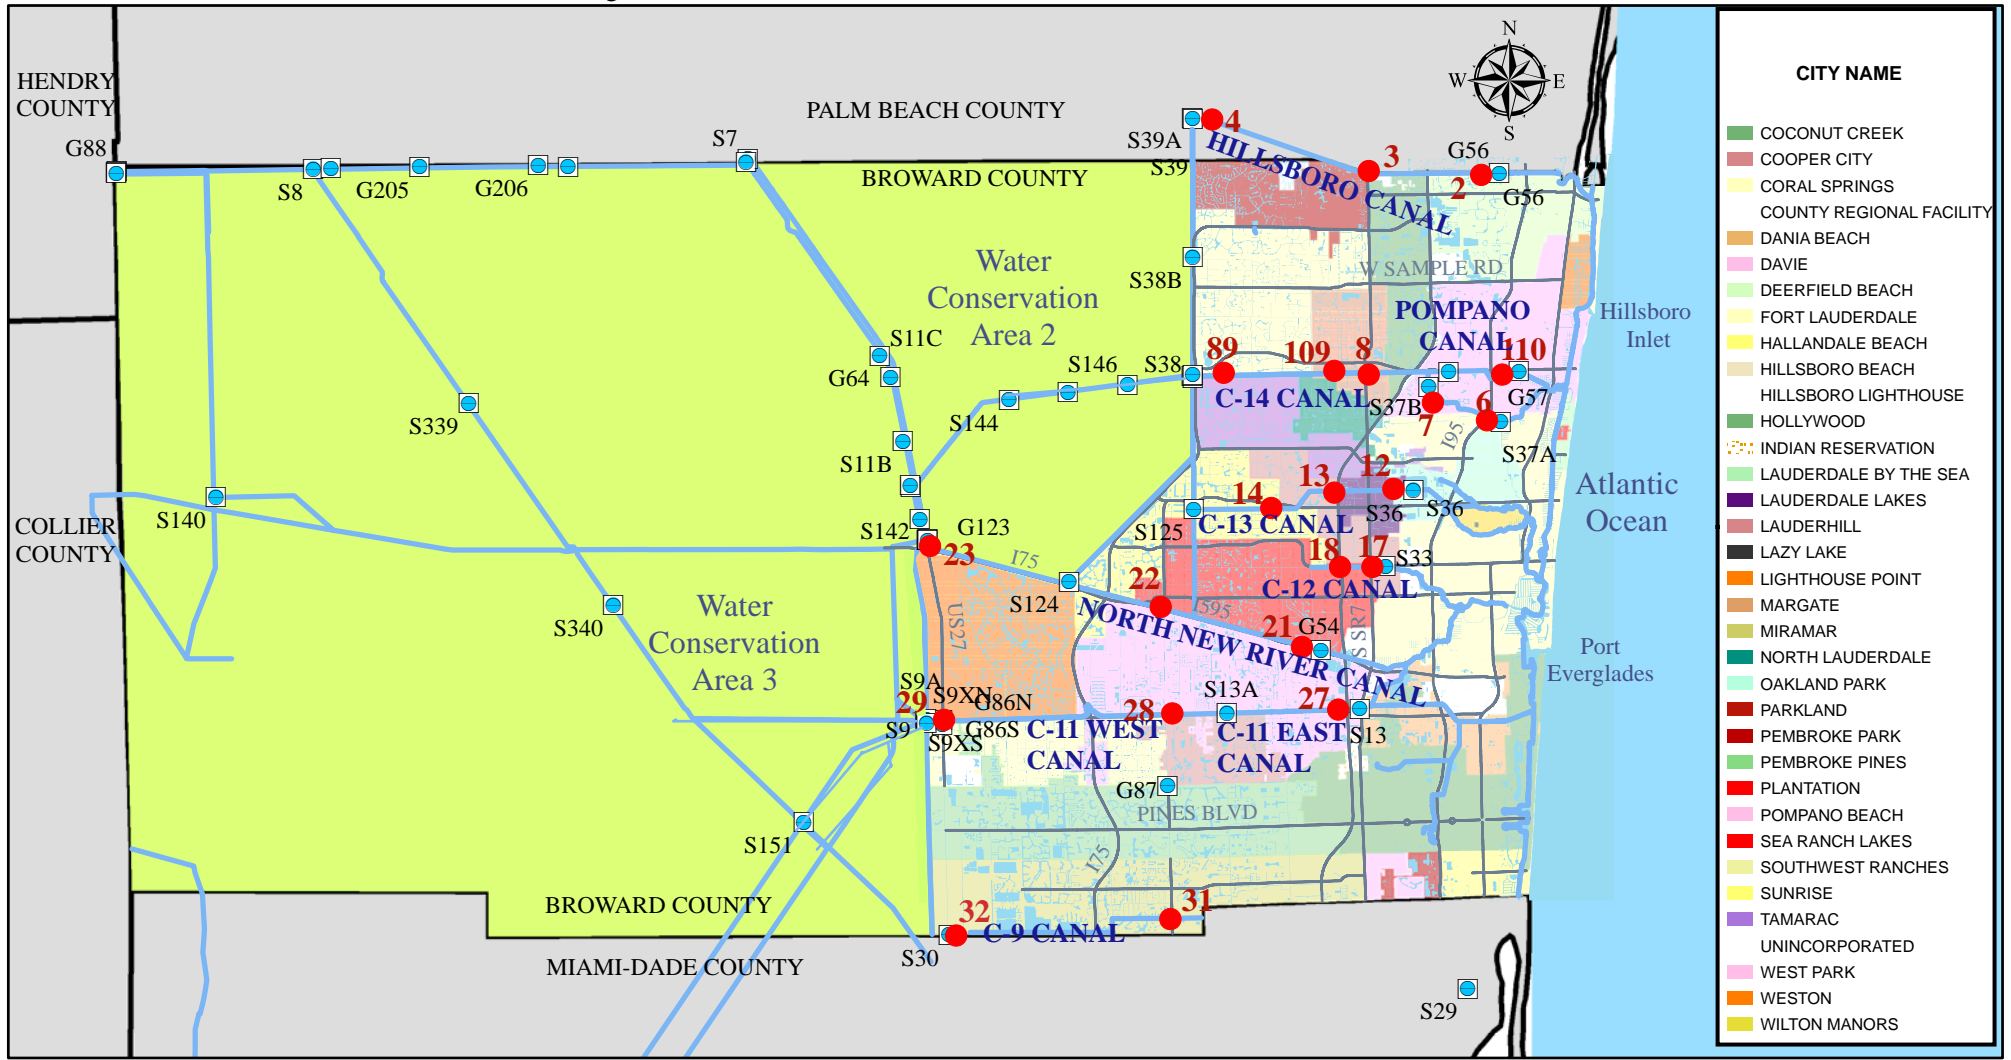 N
W
E
S
HENDRY
COUNTY
PALM BEACH COUNTY
G88
S7
S8
G205
G206
BROWARD COUNTY
S39A
S39
4
HILLSBORO CANAL
3
G56
2
G56
Water
Conservation
Area 2
S38B
W SAMPLE RD
POMPANO
CANAL
Hillsboro
Inlet
S11C
G64
S146
S38
89
109
8
110
S339
S144
C-14 CANAL
S37B
7
6
G57
I95
S37A
S11B
S140
COLLIER
COUNTY
S142
G123
23
I75
S125
14
13
12
S36
S36
C-13 CANAL
Atlantic
Ocean
18
17
S33
C-12 CANAL
S124
22
I595
NORTH NEW RIVER CANAL
21
G54
S SR7
S340
Water
Conservation
Area 3
US27
Port
Everglades
S9A
S9XN
G86N
29
S9
S9XS
G86S
28
S13A
27
S13
C-11 WEST
CANAL
C-11 EAST
CANAL
G87
PINES BLVD
S151
I75
BROWARD COUNTY
31
32
C-9 CANAL
S30
MIAMI-DADE COUNTY
S29
CITY NAME
COCONUT CREEK
COOPER CITY
CORAL SPRINGS
COUNTY REGIONAL FACILITY
DANIA BEACH
DAVIE
DEERFIELD BEACH
FORT LAUDERDALE
HALLANDALE BEACH
HILLSBORO BEACH
HILLSBORO LIGHTHOUSE
HOLLYWOOD
INDIAN RESERVATION
LAUDERDALE BY THE SEA
LAUDERDALE LAKES
LAUDERHILL
LAZY LAKE
LIGHTHOUSE POINT
MARGATE
MIRAMAR
NORTH LAUDERDALE
OAKLAND PARK
PARKLAND
PEMBROKE PARK
PEMBROKE PINES
PLANTATION
POMPANO BEACH
SEA RANCH LAKES
SOUTHWEST RANCHES
SUNRISE
TAMARAC
UNINCORPORATED
WEST PARK
WESTON
WILTON MANORS